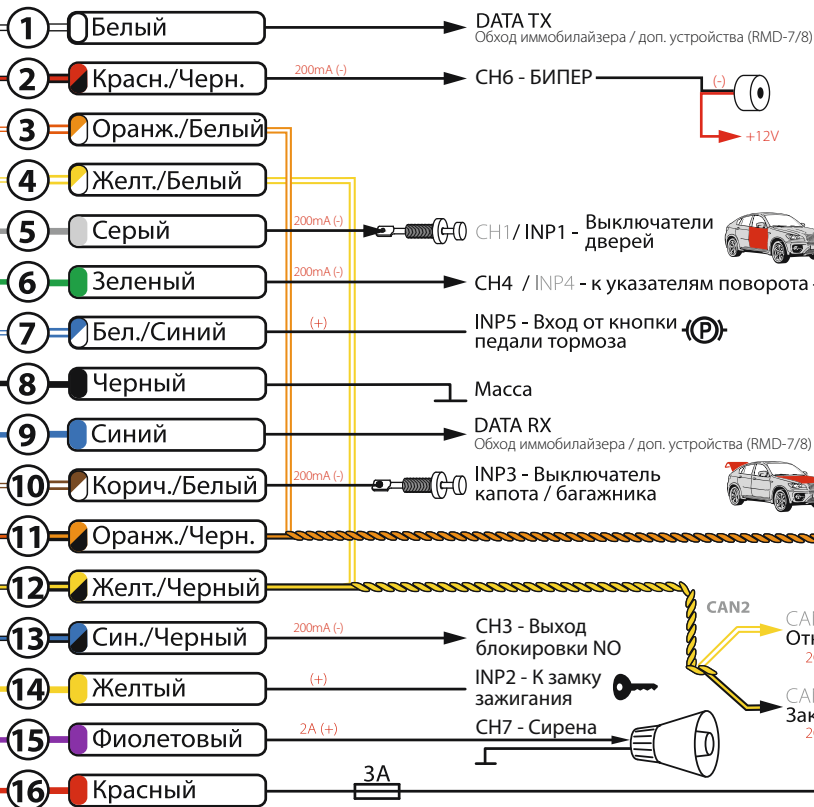 1 Белый DATA TX
Обход иммобилайзера / доп. устройства (RMD-7/8)
2 Красн./Черн. 200mA (-) CH6 - БИПЕР (-)
+12V
3 Оранж./Белый
4 Желт./Белый
5 Серый 200mA (-) CH1 / INP1 - Выключатели
дверей
6 Зеленый 200mA (-) CH4 / INP4 - к указателям поворота
7 Бел./Синий (+) INP5 - Вход от кнопки
педали тормоза (P)
8 Черный Масса
9 Синий DATA RX
Обход иммобилайзера / доп. устройства (RMD-7/8)
10 Корич./Белый 200mA (-) INP3 - Выключатель
капота / багажника
11 Оранж./Черн.
12 Желт./Черный
CAN2
13 Син./Черный 200mA (-) CH3 - Выход
блокировки NO
14 Желтый (+) INP2 - К замку
зажигания
15 Фиолетовый 2A (+) CH7 - Сирена
16 Красный 3A